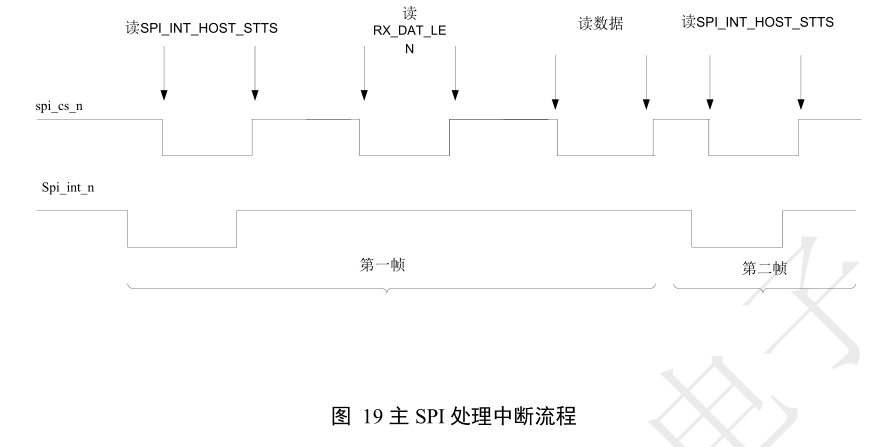 读SPI_INT_HOST_STTS
读
RX_DAT_LE
N
读数据
读SPI_INT_HOST_STTS
spi_cs_n
Spi_int_n
第一帧
第二帧
电子
图 19 主 SPI 处理中断流程